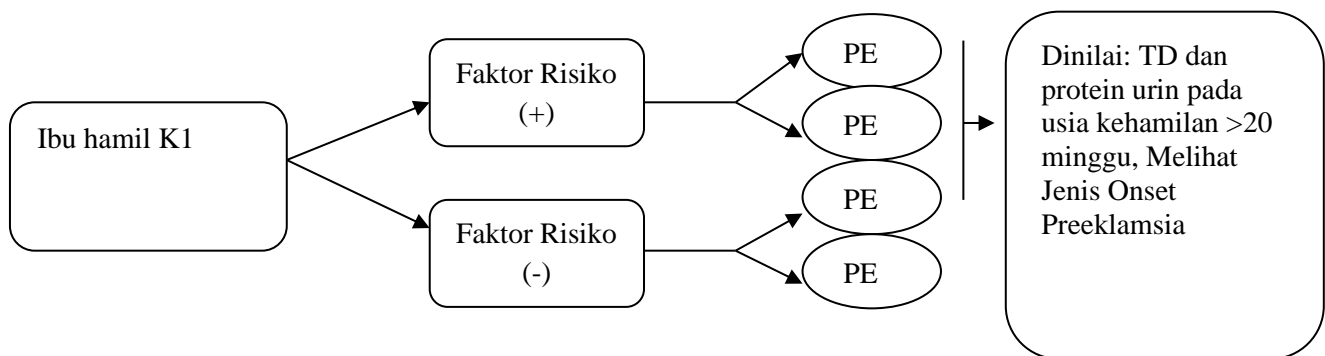 Ibu hamil K1
Faktor Risiko
(+)
Faktor Risiko
(-)
PE
PE
PE
PE
Dinilai: TD dan
protein urin pada
usia kehamilan >20
minggu, Melihat
Jenis Onset
Preeklamsia